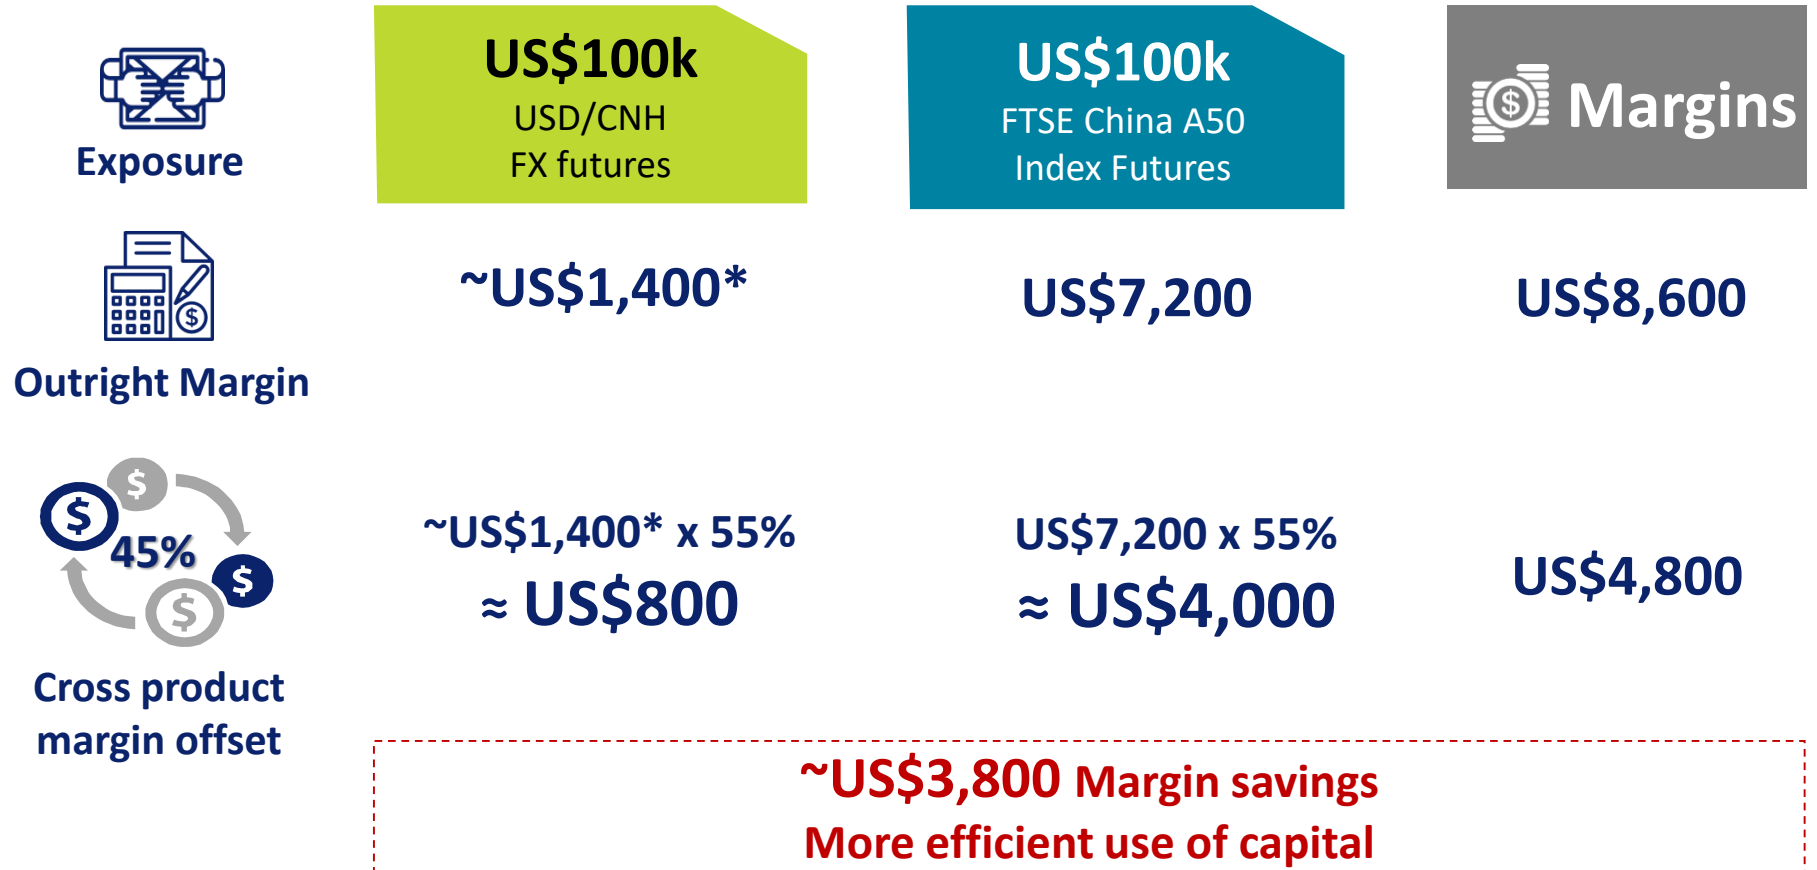 Exposure
US$100k
USD/CNH
FX futures
US$100k
FTSE China A50
Index Futures
$
Margins
$
Outright Margin
~US$1,400*
US$7,200
US$8,600
$
$
45%
$
$
Cross product
margin offset
~US$1,400* x 55%
≈ US$800
US$7,200 x 55%
≈ US$4,000
US$4,800
~US$3,800 Margin savings
More efficient use of capital